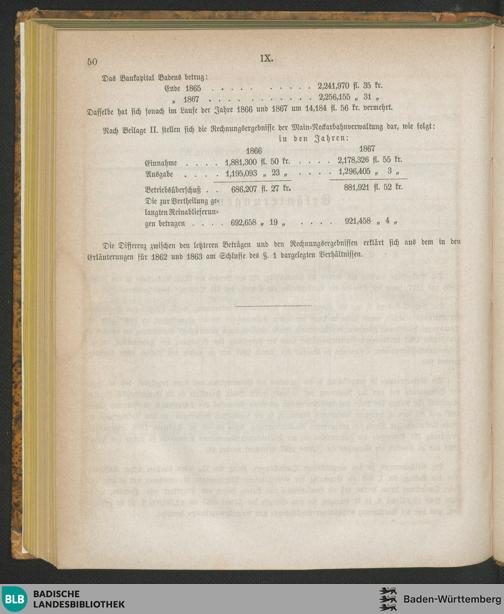 50
IX.
Das Baukapital Badens betrug:
Ende 1865 . . . . . . . . . . 2,241,970 fl. 35 kr.
„ 1867 . . . . . . . . . . . 2,256,155 „ 31 „
Dasselbe hat sich sonach im Laufe der Jahre 1866 und 1867 um 14,184 fl. 56 kr. vermehrt.
Nach Beilage II. stellen sich die Rechnungsergebnisse der Main-Neckarbahnverwaltung dar, wie folgt:
in den Jahren:
1866 1867
Einnahme . . . . 1,881,300 fl. 50 kr. . . . . 2,178,326 fl. 55 kr.
Ausgabe . . . . 1,195,093 „ 23 „ . . . . 1,296,405 „ 3 „
Betriebsüberschuß . . 686,207 fl. 27 kr. 881,921 fl. 52 kr.
Die zur Vertheilung ge-
langten Reinablieferun-
gen betragen . . . . 692,658 „ 19 „ . . . . 921,458 „ 4 „
Die Differenz zwischen den letzteren Beträgen und den Rechnungsergebnissen erklärt sich aus dem in den
Erläuterungen für 1862 und 1863 am Schlusse des §. 1 dargelegten Verhältnissen.
BLB BADISCHE
LANDESBIBLIOTHEK
Baden-Württemberg